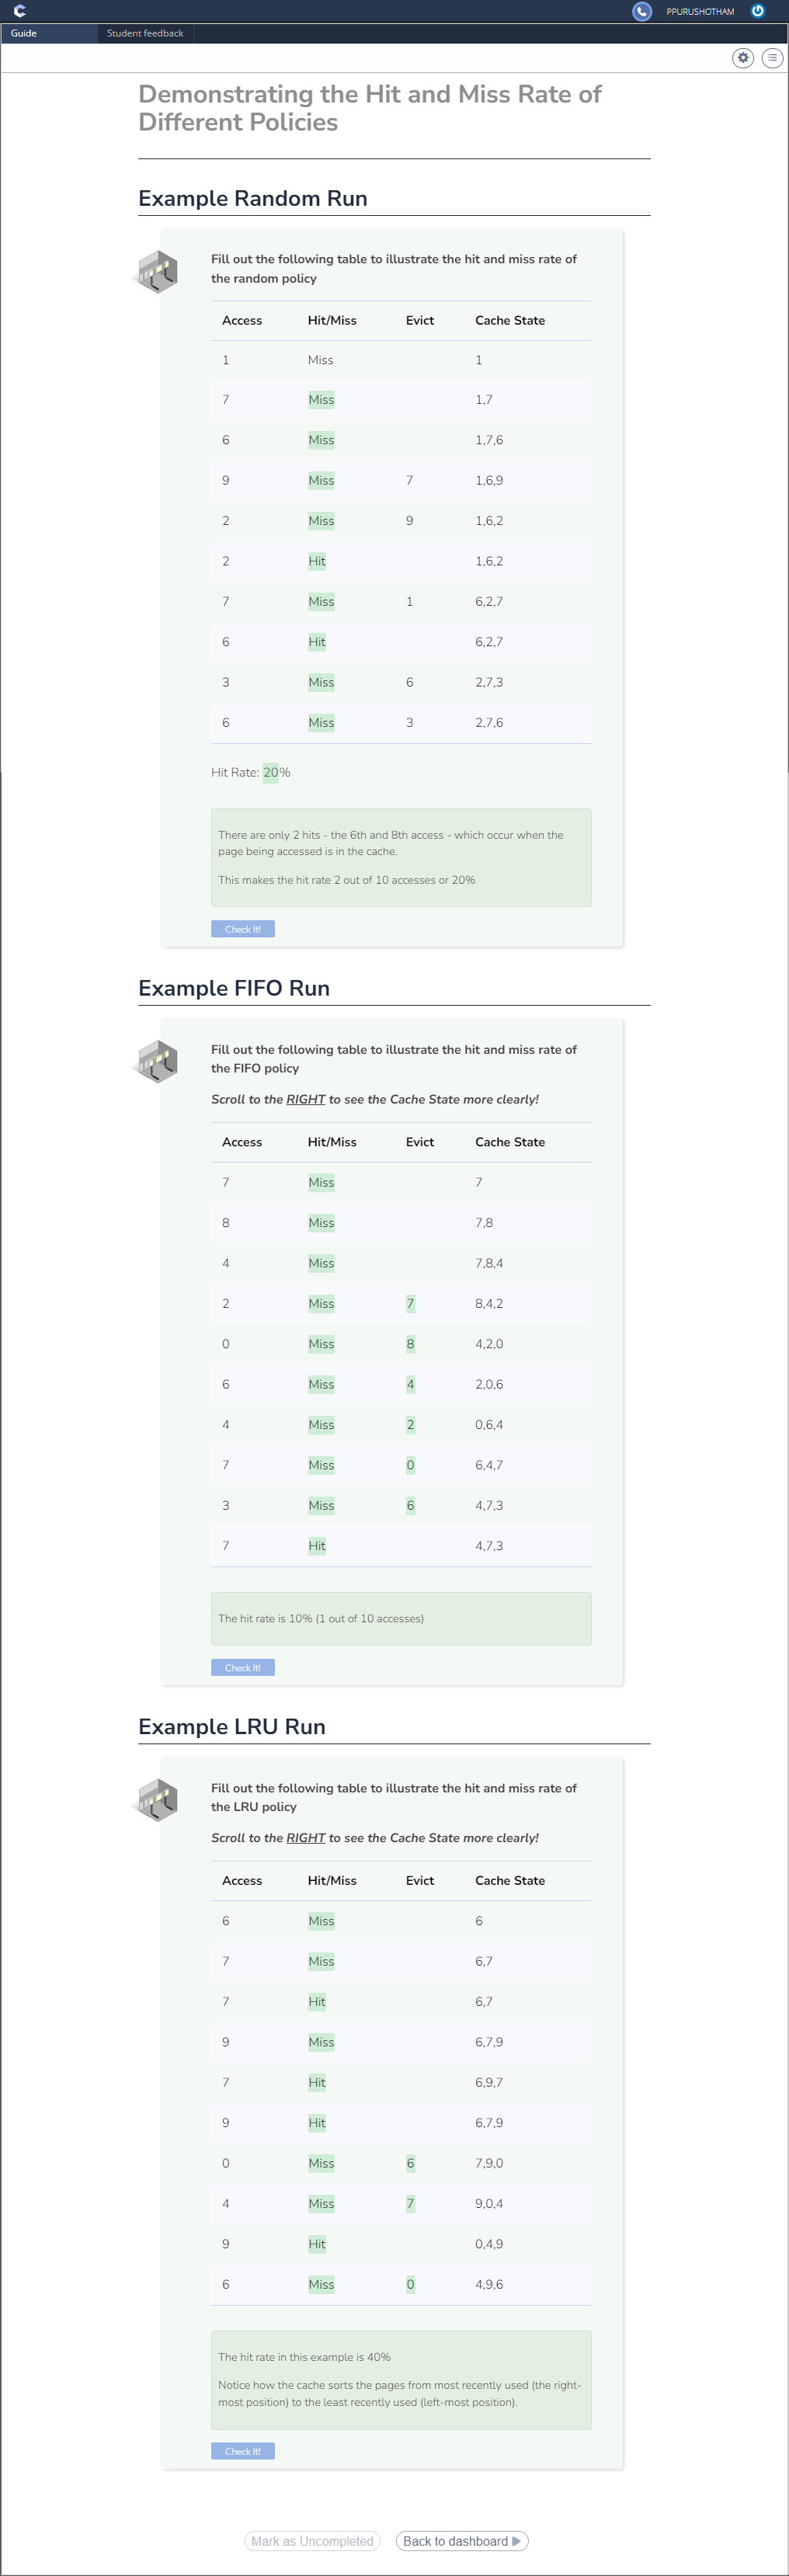 PPURUSHOTHAM
Guide
Student feedback
Demonstrating the Hit and Miss Rate of
Different Policies
Example Random Run
Fill out the following table to illustrate the hit and miss rate of
the random policy
Access Hit/Miss Evict Cache State
1 Miss 1
7 Miss 1,7
6 Miss 1,7,6
9 Miss 7 1,6,9
2 Miss 9 1,6,2
2 Hit 1,6,2
7 Miss 1 6,2,7
6 Hit 6,2,7
3 Miss 6 2,7,3
6 Miss 3 2,7,6
Hit Rate: 20%
There are only 2 hits - the 6th and 8th access - which occur when the
page being accessed is in the cache.
This makes the hit rate 2 out of 10 accesses or 20%
Check It!
Example FIFO Run
Fill out the following table to illustrate the hit and miss rate of
the FIFO policy
Scroll to the RIGHT to see the Cache State more clearly!
Access Hit/Miss Evict Cache State
7 Miss 7
8 Miss 7,8
4 Miss 7,8,4
2 Miss 7 8,4,2
0 Miss 8 4,2,0
6 Miss 4 2,0,6
4 Miss 2 0,6,4
7 Miss 0 6,4,7
3 Miss 6 4,7,3
7 Hit 4,7,3
The hit rate is 10% (1 out of 10 accesses)
Check It!
Example LRU Run
Fill out the following table to illustrate the hit and miss rate of
the LRU policy
Scroll to the RIGHT to see the Cache State more clearly!
Access Hit/Miss Evict Cache State
6 Miss 6
7 Miss 6,7
7 Hit 6,7
9 Miss 6,7,9
7 Hit 6,9,7
9 Hit 6,7,9
0 Miss 6 7,9,0
4 Miss 7 9,0,4
9 Hit 0,4,9
6 Miss 0 4,9,6
The hit rate in this example is 40%
Notice how the cache sorts the pages from most recently used (the right-
most position) to the least recently used (left-most position).
Check It!
Mark as Uncompleted
Back to dashboard